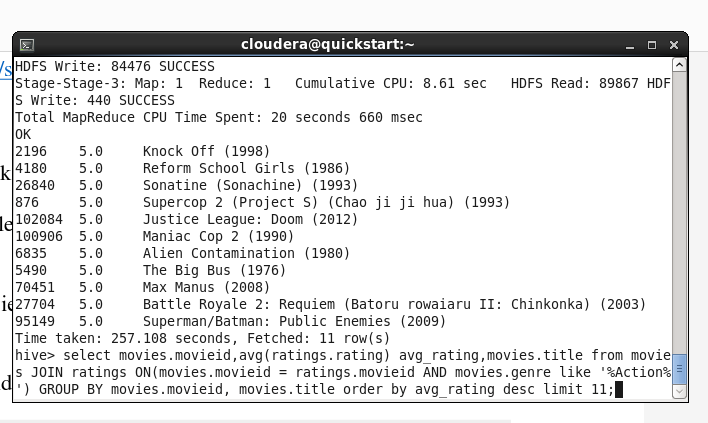 cloudera@quickstart:~
HDFS Write: 84476 SUCCESS
Stage-Stage-3: Map: 1  Reduce: 1   Cumulative CPU: 8.61 sec   HDFS Read: 89867 HDF
S Write: 440 SUCCESS
Total MapReduce CPU Time Spent: 20 seconds 660 msec
OK
2196    5.0     Knock Off (1998)
4180    5.0     Reform School Girls (1986)
26840   5.0     Sonatine (Sonachine) (1993)
876     5.0     Supercop 2 (Project S) (Chao ji ji hua) (1993)
102084  5.0     Justice League: Doom (2012)
100906  5.0     Maniac Cop 2 (1990)
6835    5.0     Alien Contamination (1980)
5490    5.0     The Big Bus (1976)
70451   5.0     Max Manus (2008)
27704   5.0     Battle Royale 2: Requiem (Batoru rowaiaru II: Chinkonka) (2003)
95149   5.0     Superman/Batman: Public Enemies (2009)
Time taken: 257.108 seconds, Fetched: 11 row(s)
hive> select movies.movieid,avg(ratings.rating) avg_rating,movies.title from movie
s JOIN ratings ON(movies.movieid = ratings.movieid AND movies.genre like '%Action%
') GROUP BY movies.movieid, movies.title order by avg_rating desc limit 11;